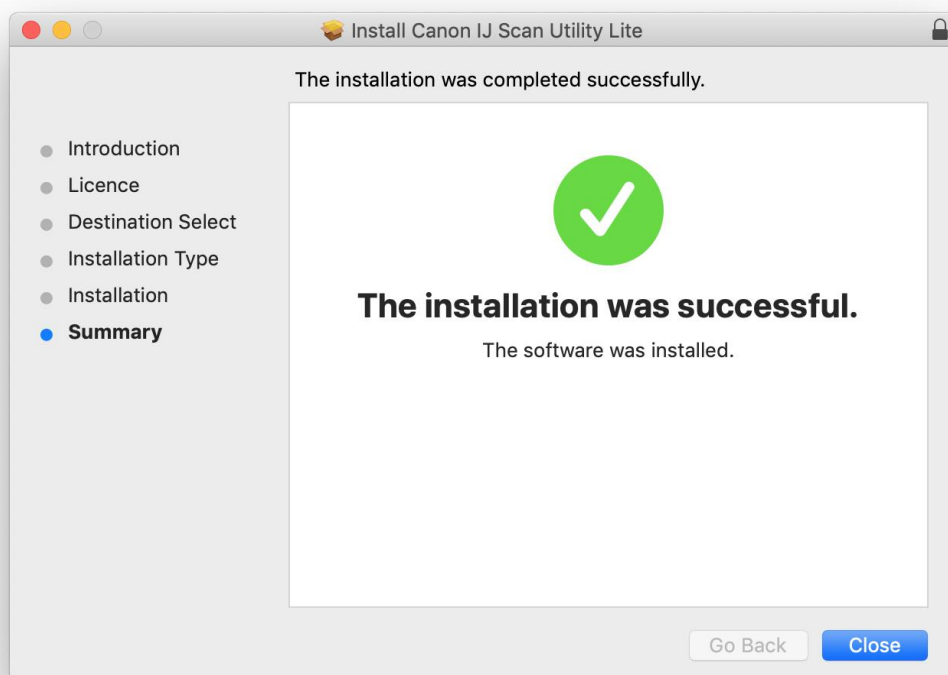 Install Canon IJ Scan Utility Lite
The installation was completed successfully.
Introduction
Licence
Destination Select
Installation Type
Installation
Summary
The installation was successful.
The software was installed.
Go Back
Close